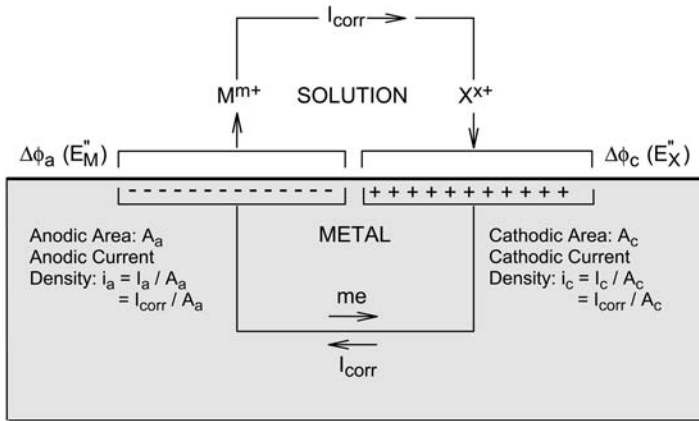 I_corr
M^m+ SOLUTION X^x+
Δϕ_a (E"_M) Δϕ_c (E"_X)
- - - - - - - - - - - - - - + + + + + + + + + + +
METAL
Anodic Area: A_a
Anodic Current
Density: i_a = I_a / A_a
= I_corr / A_a
Cathodic Area: A_c
Cathodic Current
Density: i_c = I_c / A_c
= I_corr / A_c
me
I_corr